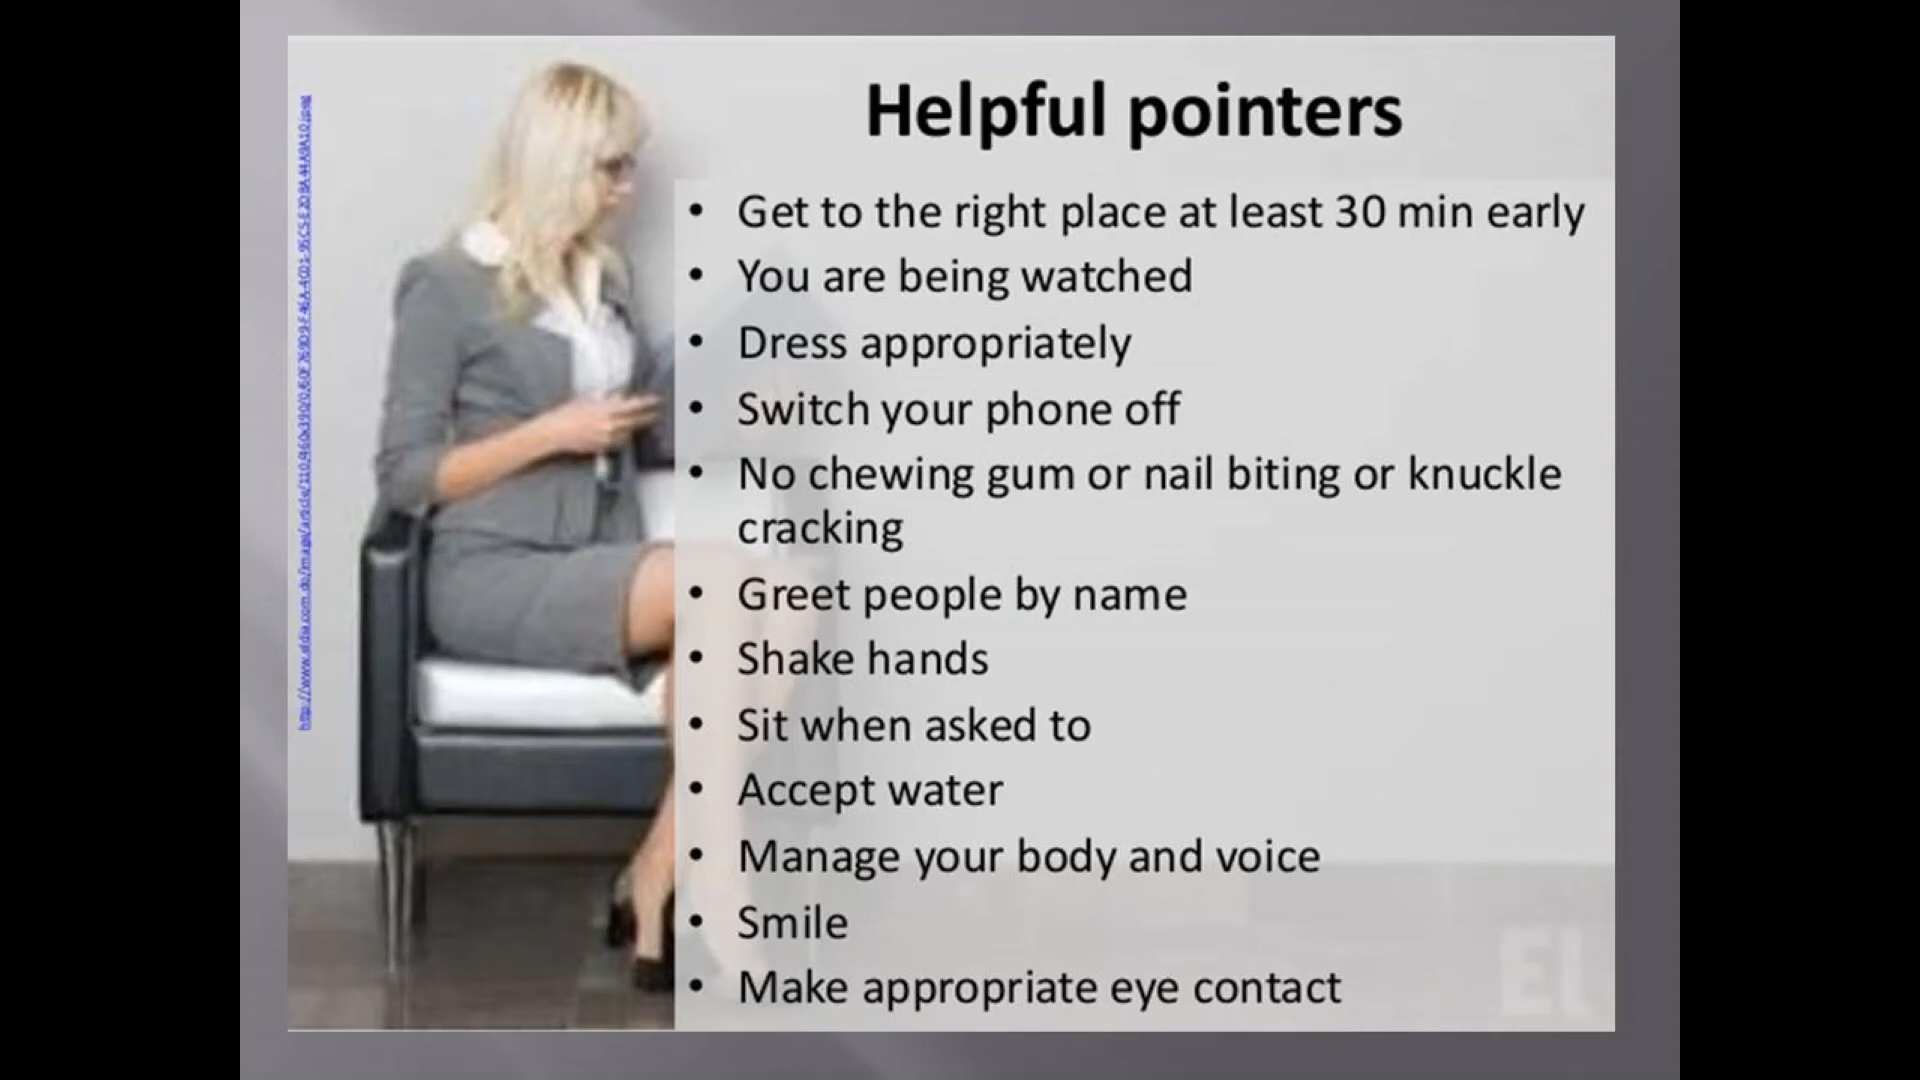 Helpful pointers
• Get to the right place at least 30 min early
• You are being watched
• Dress appropriately
• Switch your phone off
• No chewing gum or nail biting or knuckle
cracking
• Greet people by name
• Shake hands
• Sit when asked to
• Accept water
• Manage your body and voice
• Smile
• Make appropriate eye contact